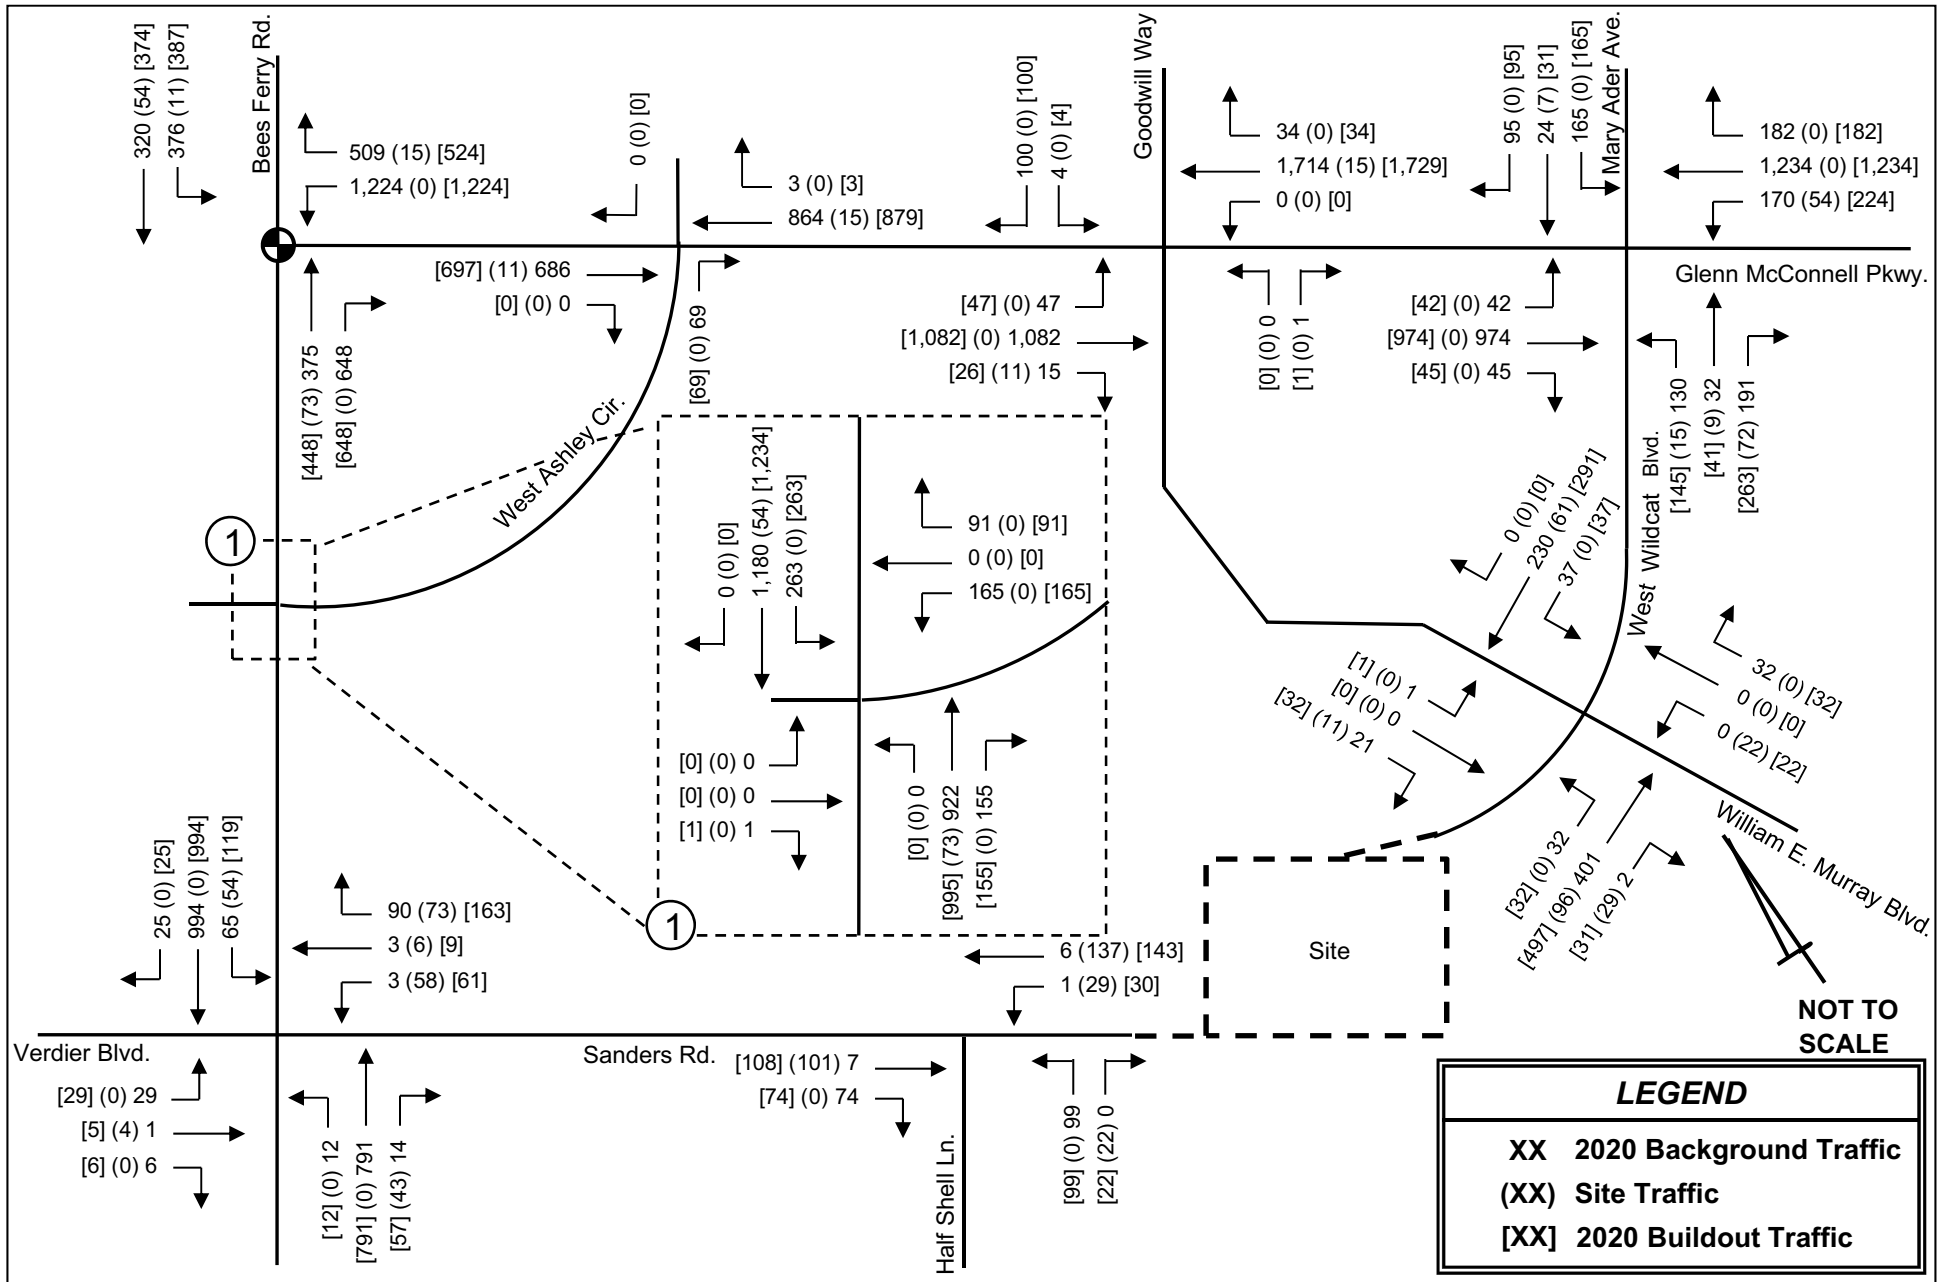 320 (54) [374]
376 (11) [387]
Bees Ferry Rd.
509 (15) [524]
1,224 (0) [1,224]
0 (0) [0]
3 (0) [3]
864 (15) [879]
100 (0) [100]
4 (0) [4]
Goodwill Way
34 (0) [34]
1,714 (15) [1,729]
0 (0) [0]
95 (0) [95]
24 (7) [31]
165 (0) [165]
Mary Ader Ave.
182 (0) [182]
1,234 (0) [1,234]
170 (54) [224]
Glenn McConnell Pkwy.
[448] (73) 375
[648] (0) 648
[697] (11) 686
[0] (0) 0
[69] (0) 69
[47] (0) 47
[1,082] (0) 1,082
[26] (11) 15
[0] (0) 0
[1] (0) 1
[42] (0) 42
[974] (0) 974
[45] (0) 45
[145] (15) 130
[41] (9) 32
[263] (72) 191
West Ashley Cir.
1
0 (0) [0]
1,180 (54) [1,234]
263 (0) [263]
91 (0) [91]
0 (0) [0]
165 (0) [165]
[0] (0) 0
[0] (0) 0
[1] (0) 1
[0] (0) 0
[995] (73) 922
[155] (0) 155
1
0 (0) [0]
230 (61) [291]
37 (0) [37]
West Wildcat Blvd.
[1] (0) 1
[0] (0) 0
[32] (11) 21
32 (0) [32]
0 (0) [0]
0 (22) [22]
[32] (0) 32
[497] (96) 401
[31] (29) 2
William E. Murray Blvd.
25 (0) [25]
994 (0) [994]
65 (54) [119]
90 (73) [163]
3 (6) [9]
3 (58) [61]
6 (137) [143]
1 (29) [30]
Site
NOT TO
SCALE
Verdier Blvd.
Sanders Rd.
[29] (0) 29
[5] (4) 1
[6] (0) 6
[12] (0) 12
[791] (0) 791
[57] (43) 14
[108] (101) 7
[74] (0) 74
Half Shell Ln.
[99] (0) 99
[22] (22) 0
LEGEND
XX 2020 Background Traffic
(XX) Site Traffic
[XX] 2020 Buildout Traffic